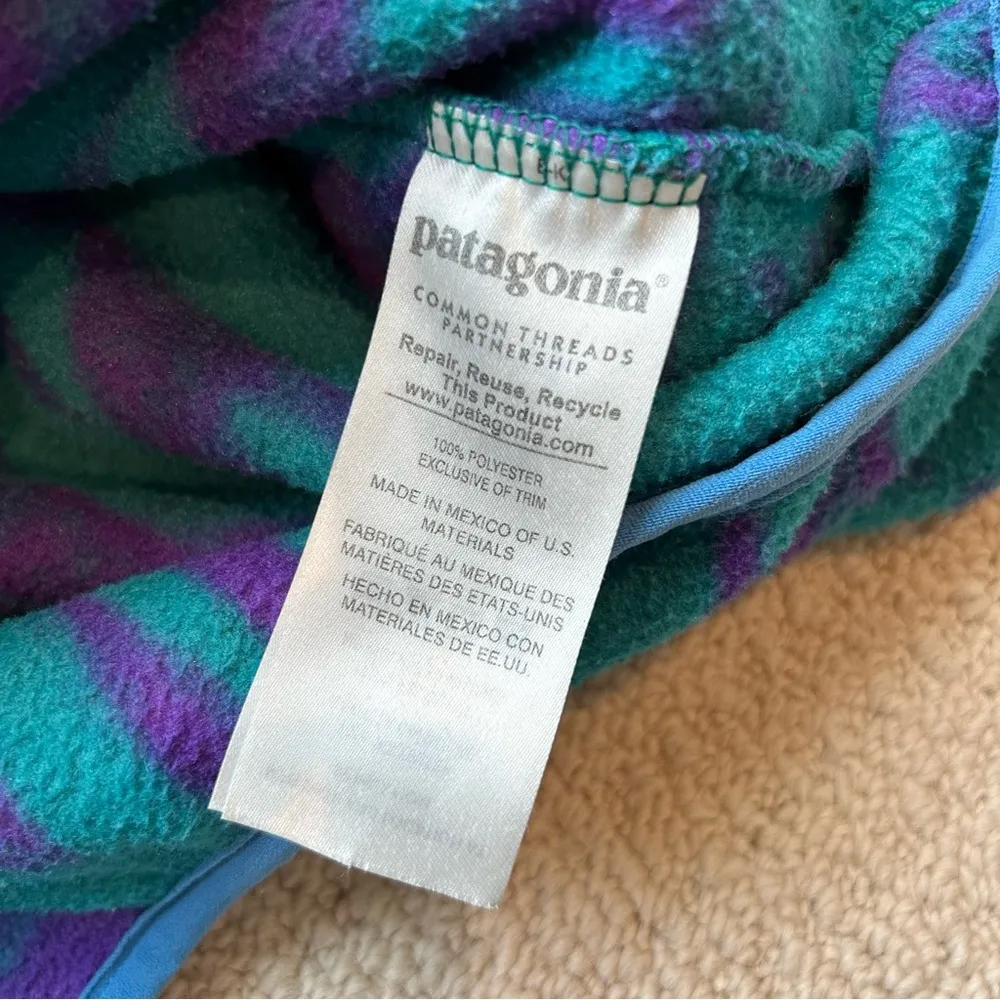 patagonia®
COMMON THREADS
PARTNERSHIP
Repair, Reuse, Recycle
This Product
www.patagonia.com
100% POLYESTER
EXCLUSIVE OF TRIM
MADE IN MEXICO OF U.S.
MATERIALS
FABRIQUÉ AU MEXIQUE DES
MATIÈRES DES ETATS-UNIS
HECHO EN MEXICO CON
MATERIALES DE EE.UU.